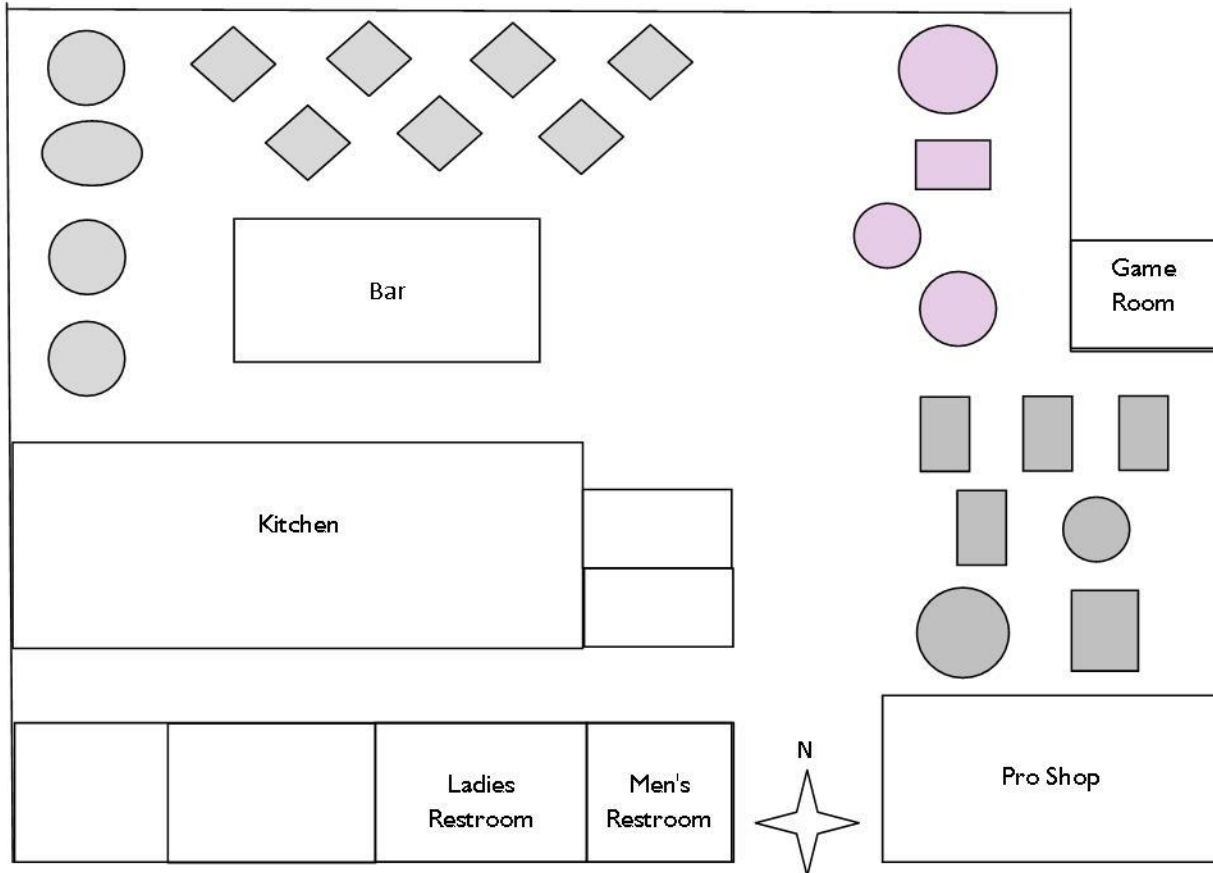 Bar
Game
Room
Kitchen
N
Ladies
Restroom
Men's
Restroom
Pro Shop